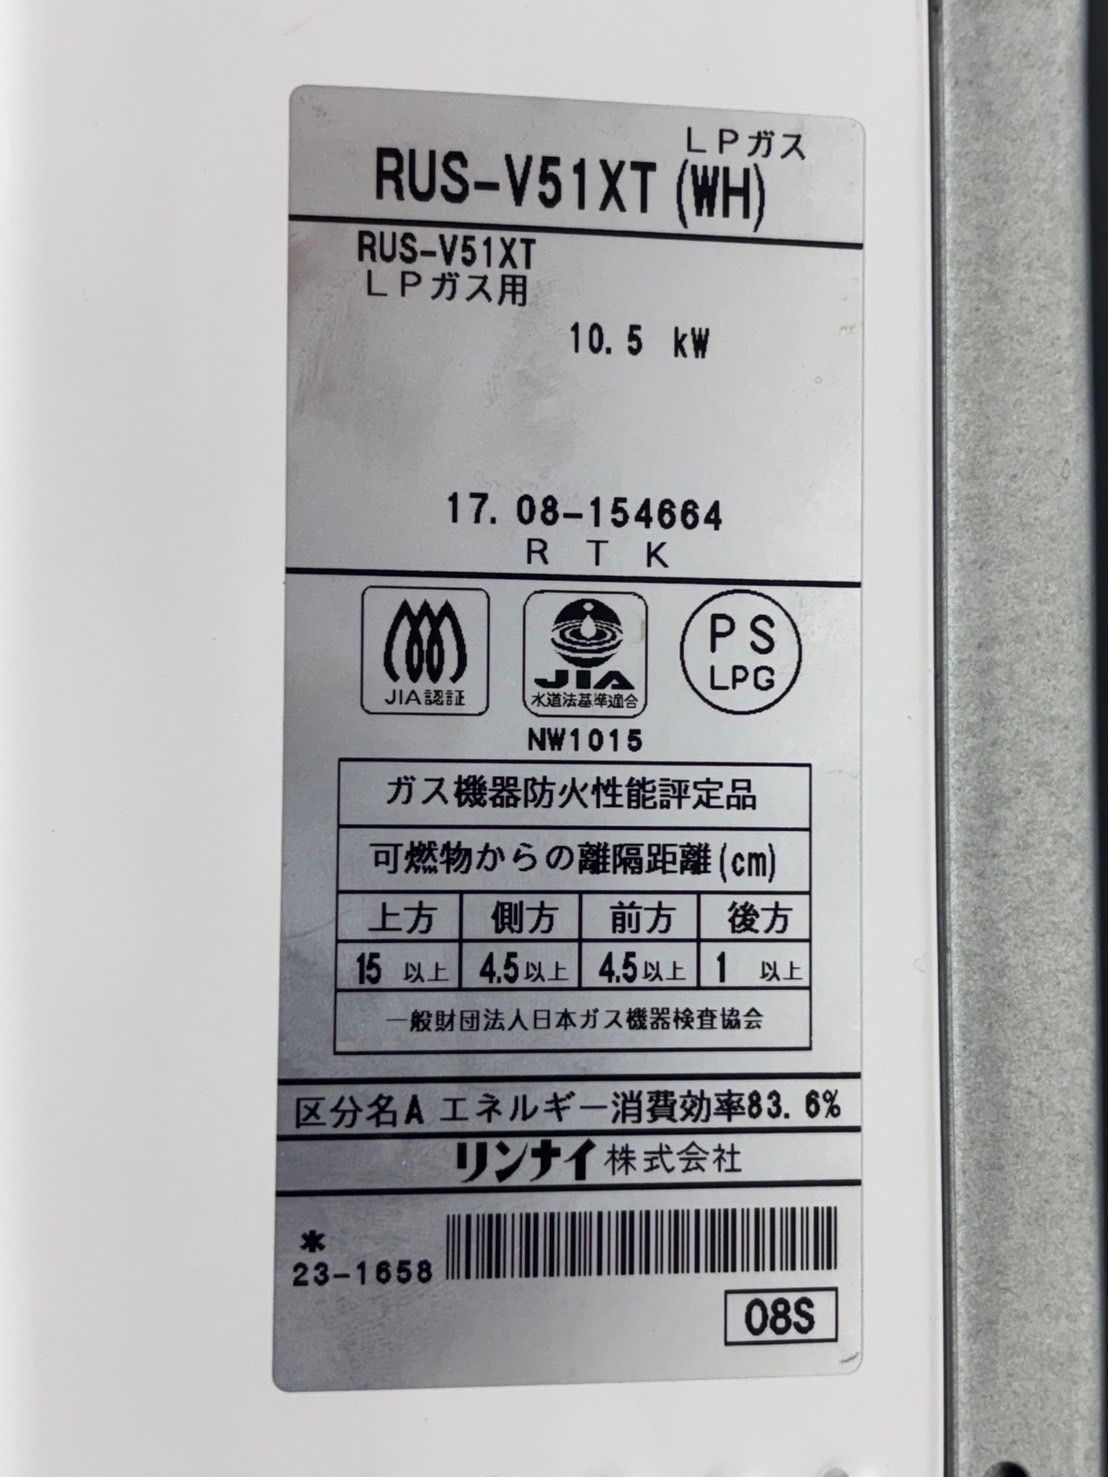 LPガス
RUS-V51XT(WH)
RUS-V51XT
LPガス用
10.5 kW
17.08-154664
RTK
JIA認証
JIA
水道法基準適合
PS
LPG
NW1015
ガス機器防火性能評定品
可燃物からの離隔距離(cm)
上方 側方 前方 後方
15 以上 4.5以上 4.5以上 1 以上
一般財団法人日本ガス機器検査協会
区分名A エネルギー消費効率83.6%
リンナイ株式会社
*
23-1658
08S